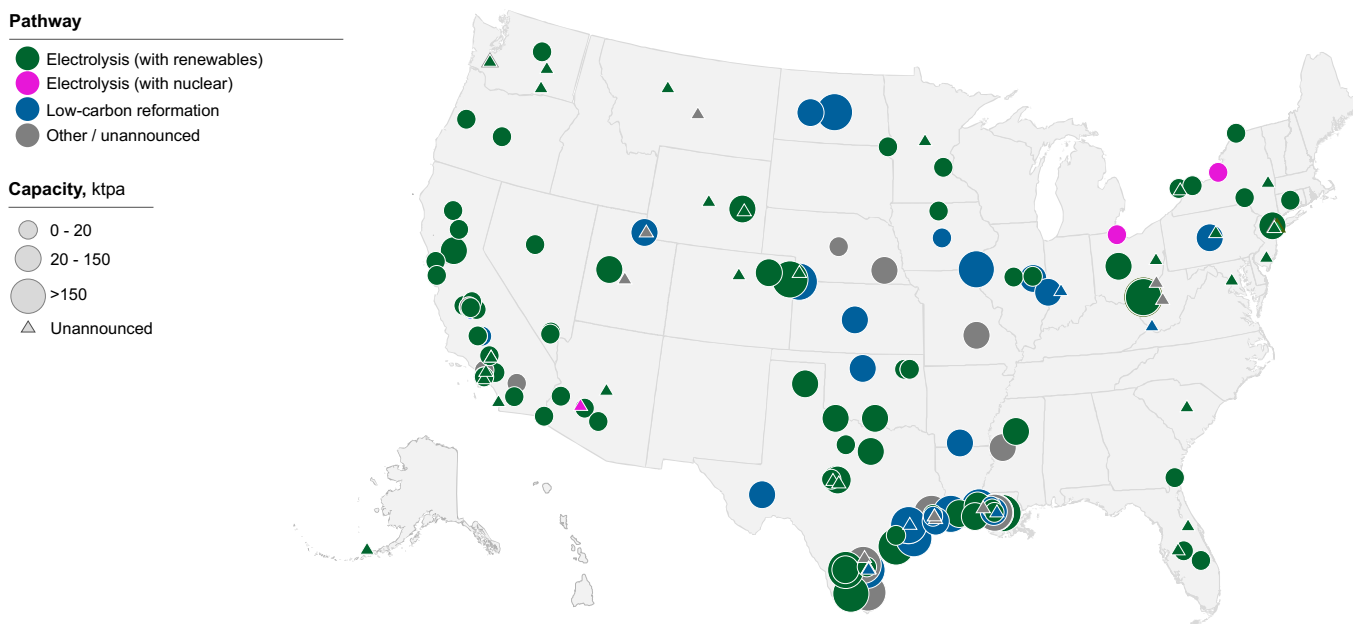 Pathway
Electrolysis (with renewables)
Electrolysis (with nuclear)
Low-carbon reformation
Other / unannounced
Capacity, ktpa
0 - 20
20 - 150
>150
Unannounced